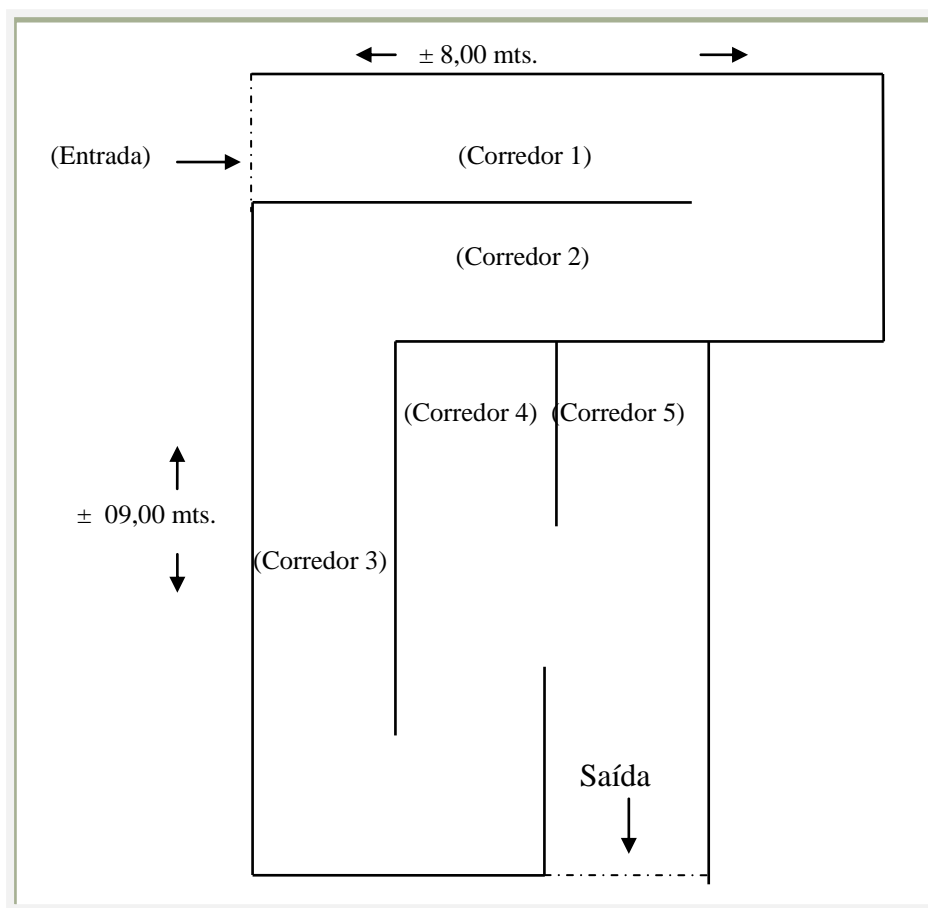 ± 8,00 mts.
(Entrada)
(Corredor 1)
(Corredor 2)
(Corredor 4)
(Corredor 5)
± 09,00 mts.
(Corredor 3)
Saída